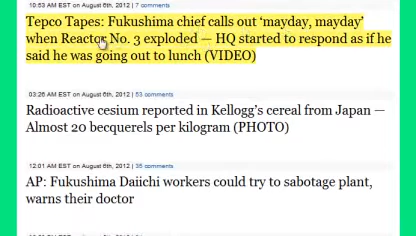 10:53 AM EST on August 6th, 2012 | 7 comments
Tepco Tapes: Fukushima chief calls out ‘mayday, mayday’
when Reactor No. 3 exploded — HQ started to respond as if he
said he was going out to lunch (VIDEO)
03:26 AM EST on August 6th, 2012 | 53 comments
Radioactive cesium reported in Kellogg’s cereal from Japan —
Almost 20 becquerels per kilogram (PHOTO)
12:01 AM EST on August 6th, 2012 | 35 comments
AP: Fukushima Daiichi workers could try to sabotage plant,
warns their doctor